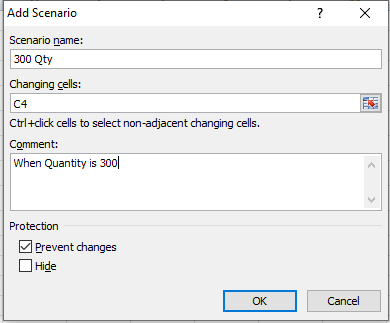 Add Scenario
?
Scenario name:
300 Qty
Changing cells:
C4
Ctrl+click cells to select non-adjacent changing cells.
Comment:
When Quantity is 300
Protection
Prevent changes
Hide
OK Cancel